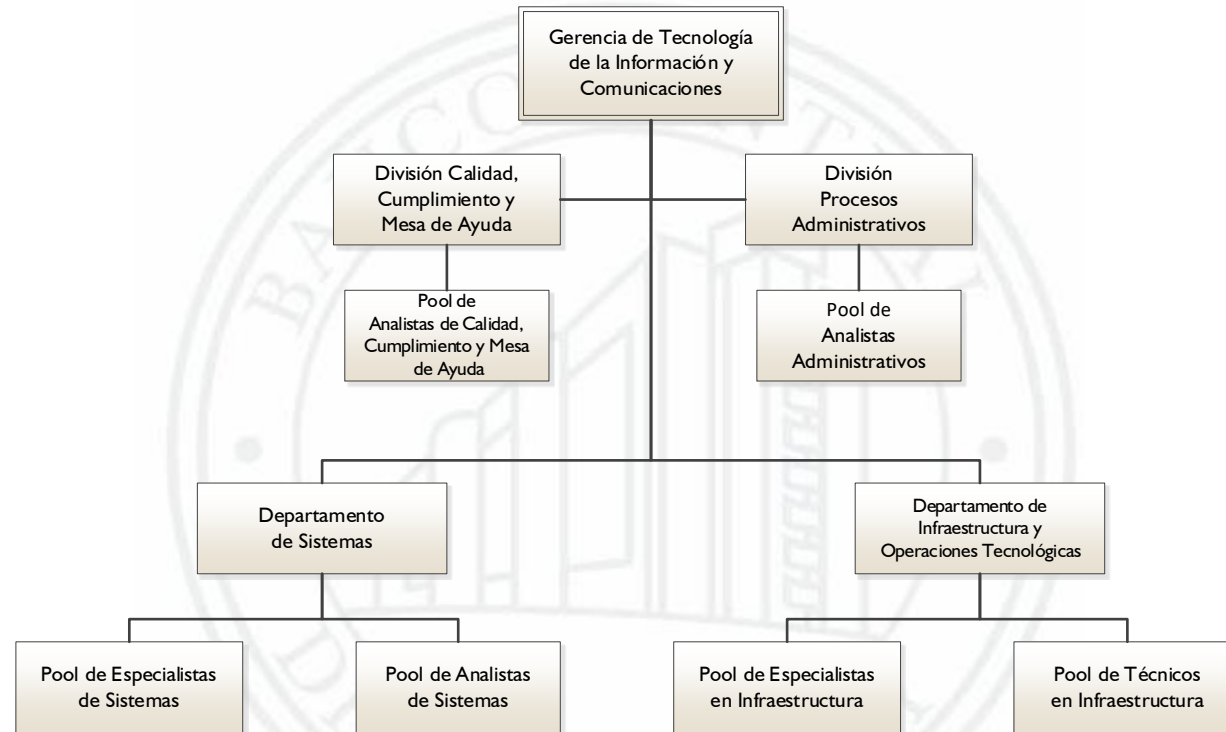 Gerencia de Tecnología
de la Información y
Comunicaciones
División Calidad,
Cumplimiento y
Mesa de Ayuda
División
Procesos
Administrativos
Pool de
Analistas de Calidad,
Cumplimiento y Mesa
de Ayuda
Pool de
Analistas
Administrativos
Departamento
de Sistemas
Departamento de
Infraestructura y
Operaciones Tecnológicas
Pool de Especialistas
de Sistemas
Pool de Analistas
de Sistemas
Pool de Especialistas
en Infraestructura
Pool de Técnicos
en Infraestructura